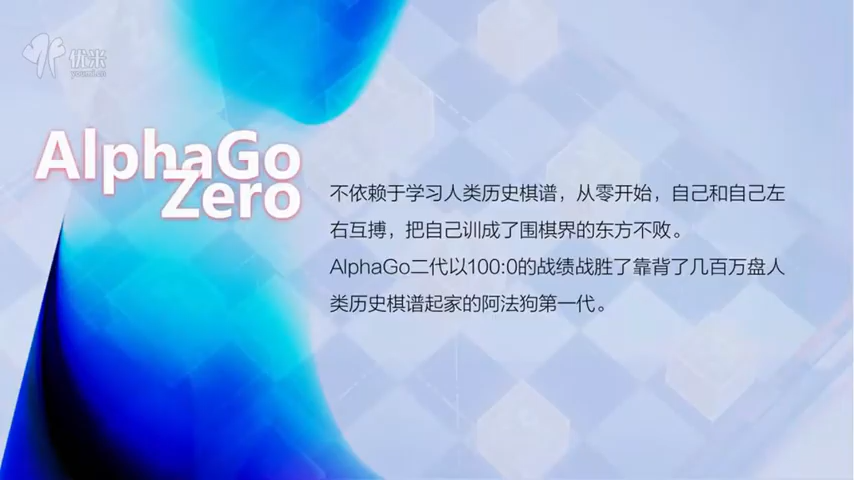 优米
youmi.cn
AlphaGo
Zero
不依赖于学习人类历史棋谱，从零开始，自己和自己左
右互搏，把自己训成了围棋界的东方不败。
AlphaGo二代以100:0的战绩战胜了靠背了几百万盘人
类历史棋谱起家的阿法狗第一代。